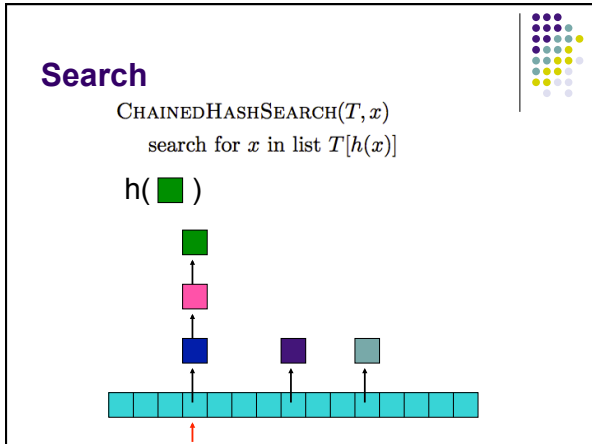 Search
CHAINEDHASHSEARCH(T, x)
search for x in list T[h(x)]
h( )